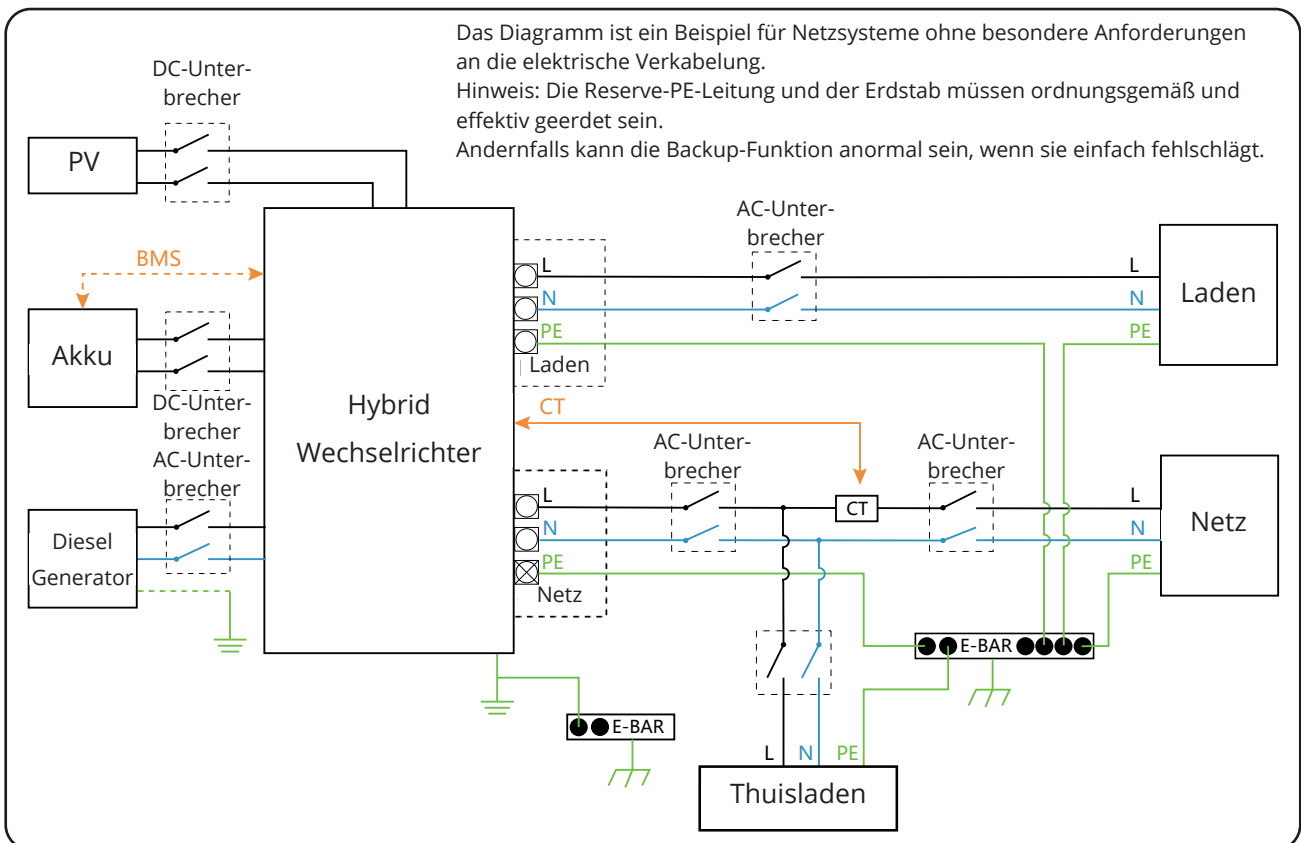 Das Diagramm ist ein Beispiel für Netzsysteme ohne besondere Anforderungen
an die elektrische Verkabelung.
Hinweis: Die Reserve-PE-Leitung und der Erdstab müssen ordnungsgemäß und
effektiv geerdet sein.
Andernfalls kann die Backup-Funktion anormal sein, wenn sie einfach fehlschlägt.
DC-Unter-
brecher
PV
BMS
Akku
DC-Unter-
brecher
AC-Unter-
brecher
Diesel
Generator
Hybrid
Wechselrichter
L
N
PE
Laden
AC-Unter-
brecher
L
N
PE
Laden
CT
L
N
PE
Netz
AC-Unter-
brecher
CT
AC-Unter-
brecher
L
N
PE
Netz
E-BAR
E-BAR
L
N
PE
Thuisladen